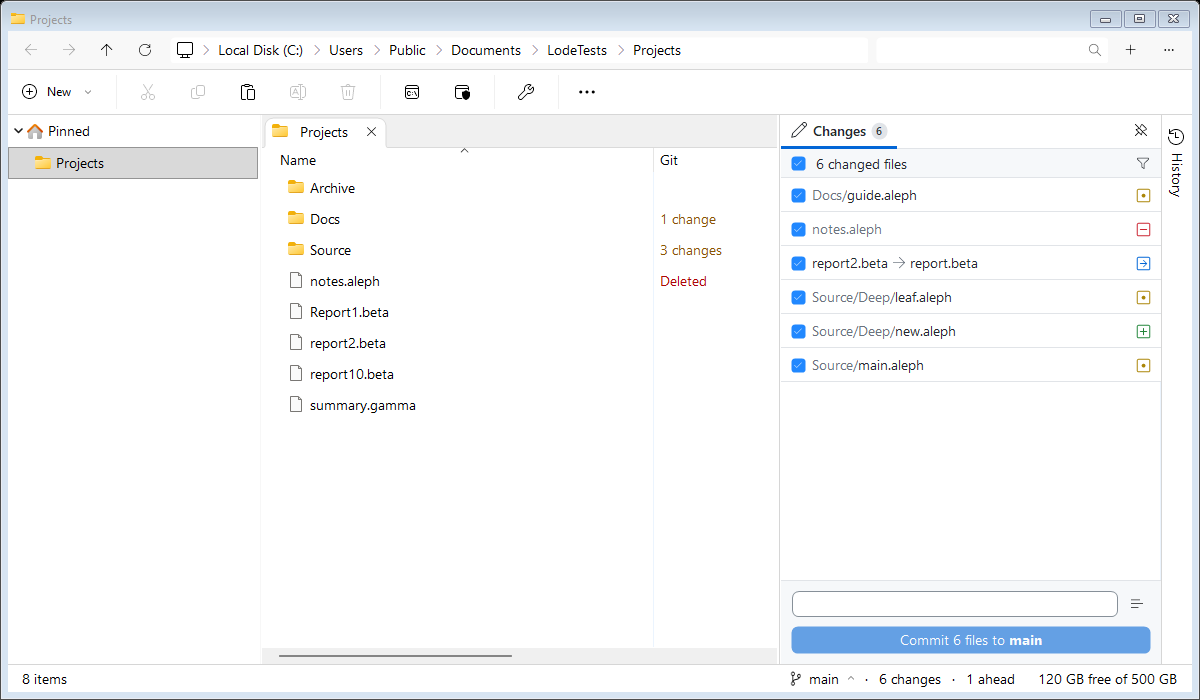 Projects
Local Disk (C:) Users Public Documents LodeTests Projects
New
Pinned
Projects
Projects
Name Git
Archive
Docs 1 change
Source 3 changes
notes.aleph Deleted
Report1.beta
report2.beta
report10.beta
summary.gamma
Changes 6
6 changed files
Docs/guide.aleph
notes.aleph
report2.beta → report.beta
Source/Deep/leaf.aleph
Source/Deep/new.aleph
Source/main.aleph
Commit 6 files to main
History
8 items
main · 6 changes · 1 ahead 120 GB free of 500 GB